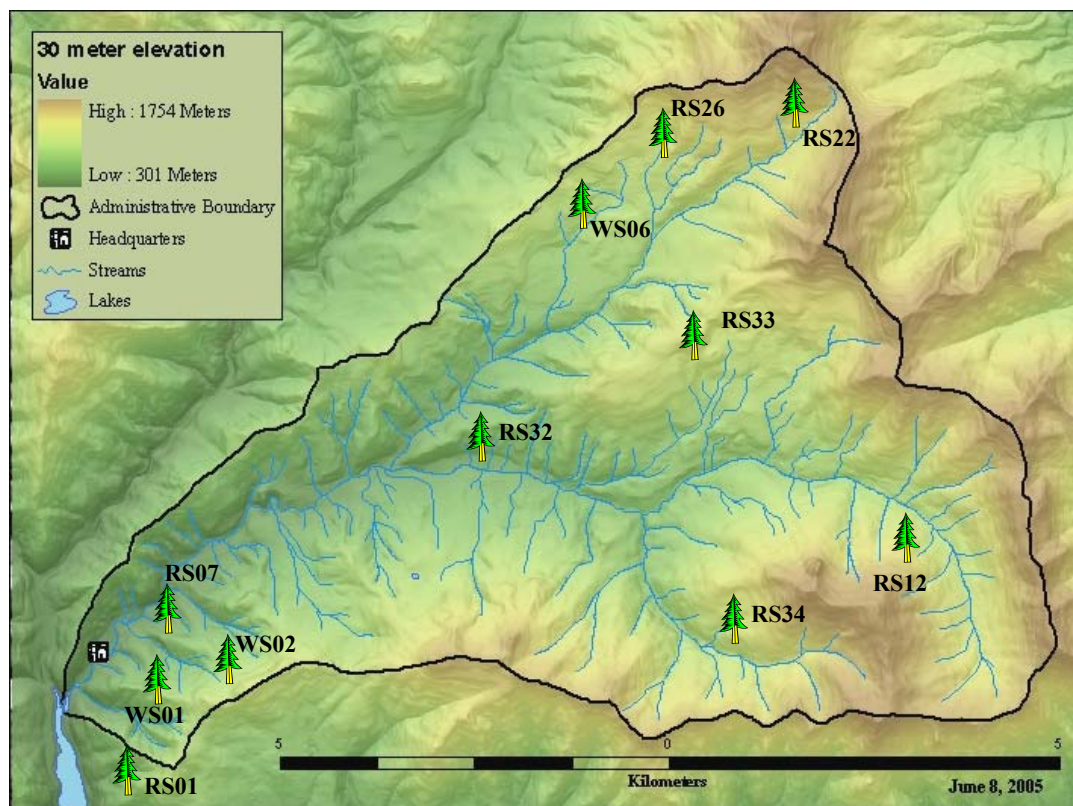 30 meter elevation
Value
High : 1754 Meters
Low : 301 Meters
Administrative Boundary
Headquarters
Streams
Lakes
RS26
RS22
WS06
RS33
RS32
RS07
RS12
RS34
WS02
WS01
RS01
5 0 5
Kilometers
June 8, 2005